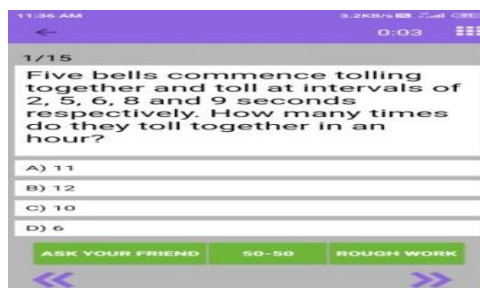 11:36 AM 3.2KB/s
0:03
1/15
Five bells commence tolling
together and toll at intervals of
2, 5, 6, 8 and 9 seconds
respectively. How many times
do they toll together in an
hour?
A) 11
B) 12
C) 10
D) 6
ASK YOUR FRIEND 50-50 ROUGH WORK